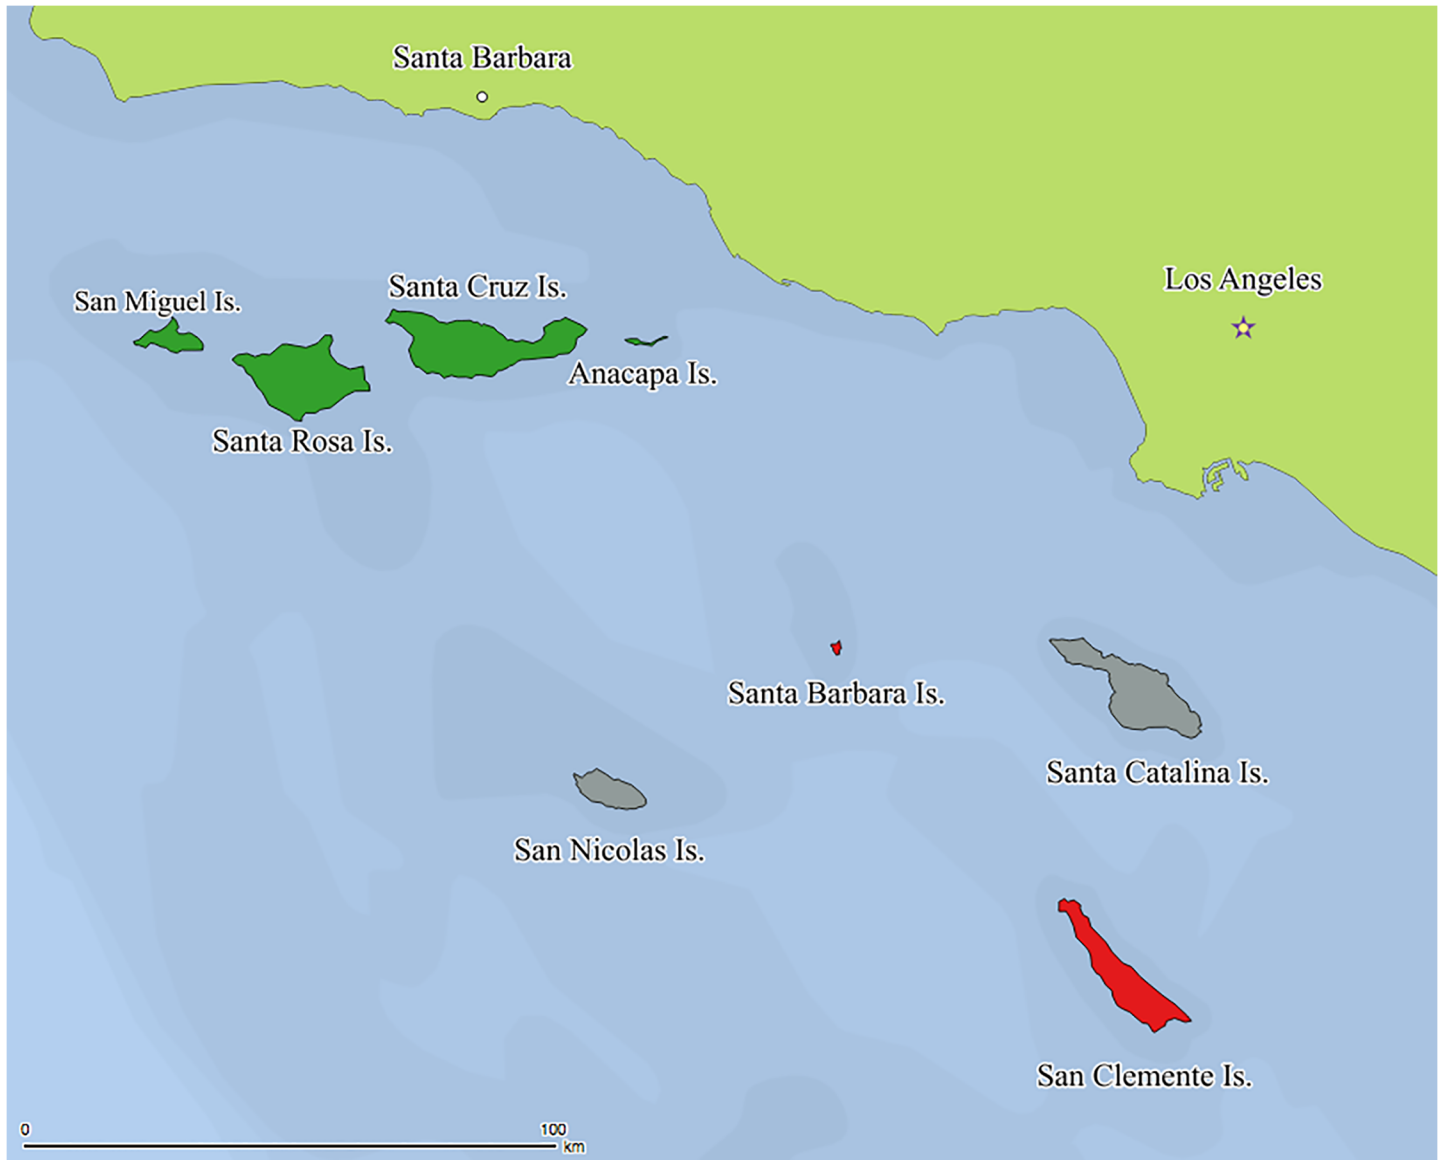 Santa Barbara
Los Angeles
Santa Cruz Is.
San Miguel Is.
Anacapa Is.
Santa Rosa Is.
Santa Barbara Is.
Santa Catalina Is.
San Nicolas Is.
San Clemente Is.
0 100
km